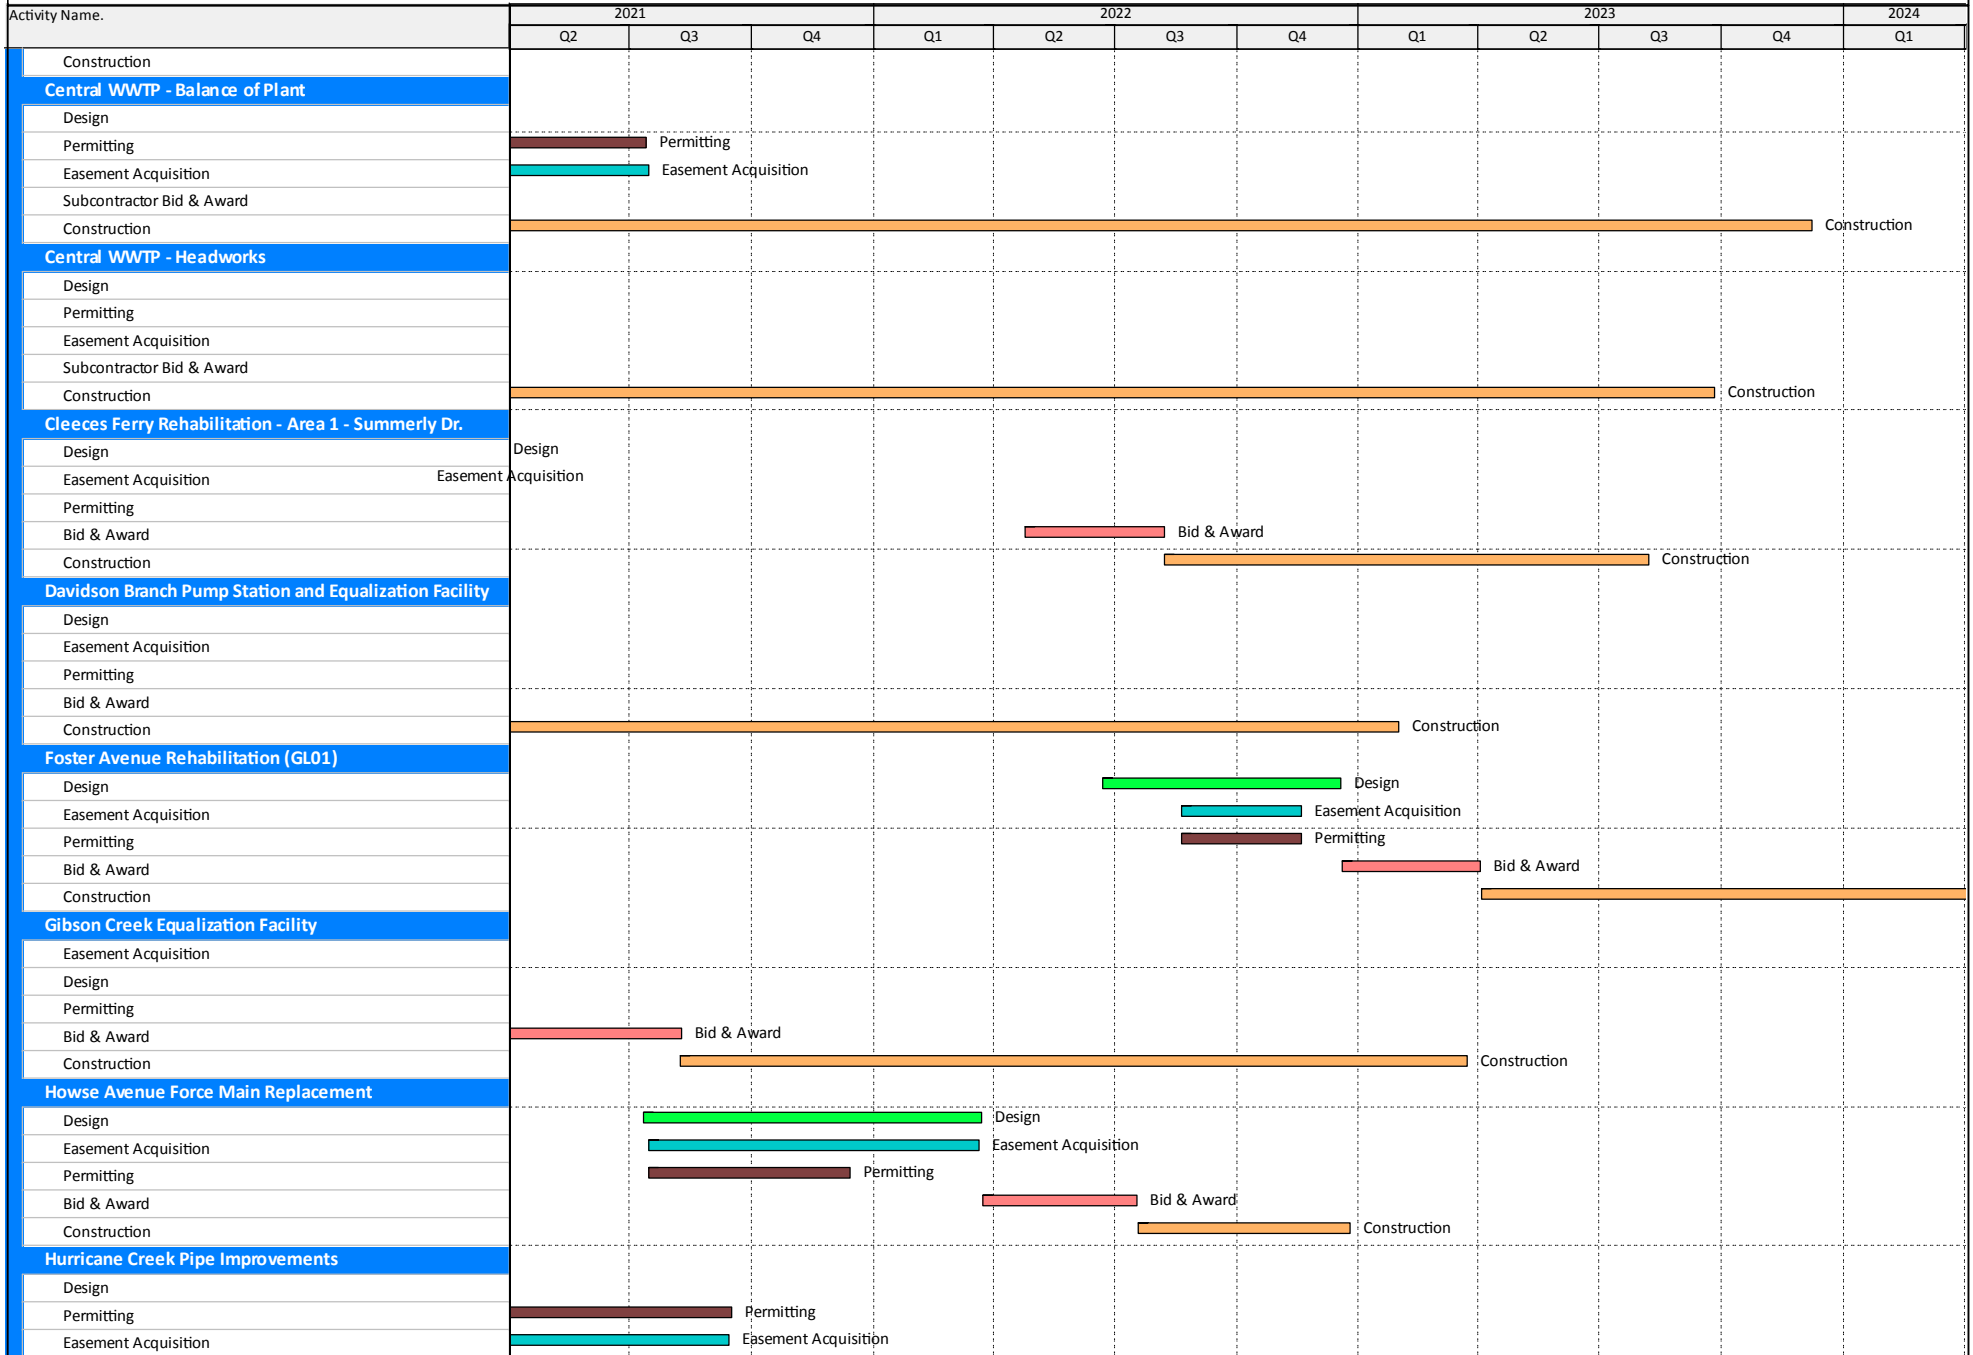 Activity Name.
2021 2022 2023 2024
Q2 Q3 Q4 Q1 Q2 Q3 Q4 Q1 Q2 Q3 Q4 Q1
Construction
Central WWTP - Balance of Plant
Design
Permitting Permitting
Easement Acquisition Easement Acquisition
Subcontractor Bid & Award
Construction Construction
Central WWTP - Headworks
Design
Permitting
Easement Acquisition
Subcontractor Bid & Award
Construction Construction
Cleeces Ferry Rehabilitation - Area 1 - Summerly Dr.
Design Design
Easement Acquisition Easement Acquisition
Permitting
Bid & Award Bid & Award
Construction Construction
Davidson Branch Pump Station and Equalization Facility
Design
Easement Acquisition
Permitting
Bid & Award
Construction Construction
Foster Avenue Rehabilitation (GL01)
Design Design
Easement Acquisition Easement Acquisition
Permitting Permitting
Bid & Award Bid & Award
Construction
Gibson Creek Equalization Facility
Easement Acquisition
Design
Permitting
Bid & Award Bid & Award
Construction Construction
Howse Avenue Force Main Replacement
Design Design
Easement Acquisition Easement Acquisition
Permitting Permitting
Bid & Award Bid & Award
Construction Construction
Hurricane Creek Pipe Improvements
Design
Permitting Permitting
Easement Acquisition Easement Acquisition